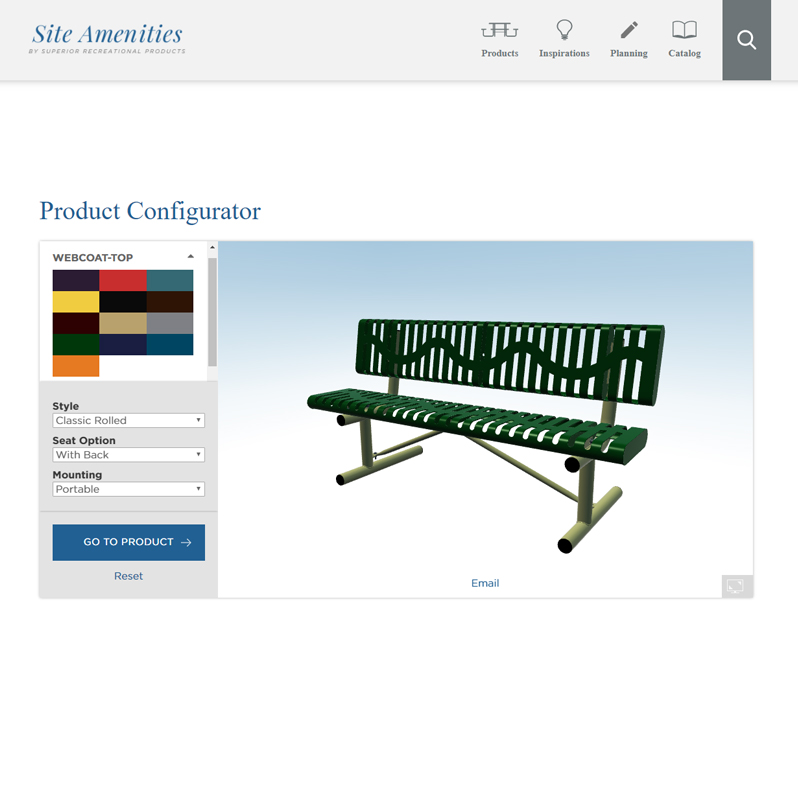 Site Amenities
BY SUPERIOR RECREATIONAL PRODUCTS
Products
Inspirations
Planning
Catalog
Product Configurator
WEBCOAT-TOP
Style
Classic Rolled
Seat Option
With Back
Mounting
Portable
GO TO PRODUCT
Reset
Email